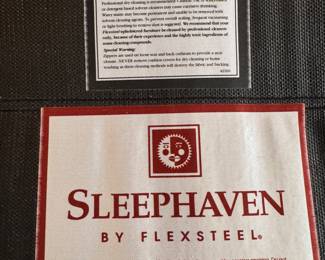 Professional dry cleaning is recommended
or detergent based solvent cleaners may cause excessive shrinking.
Water stains may become permanent and unable to be removed with
solvent cleaning agents. To prevent overall soiling, frequent vacuuming
or light brushing to remove dust is suggested. We recommend that your
Flexsteel upholstered furniture be cleaned by professional cleaners
only, because of their experience and the highly toxic ingredients of
some cleaning compounds.
Special Warning:
Zippers are used on loose seat and back cushions to provide a neat
closure. NEVER remove cushion covers for dry cleaning or home
washing as these cleaning methods will destroy the fabric and backing
SLEEPHAVEN
BY FLEXSTEEL®